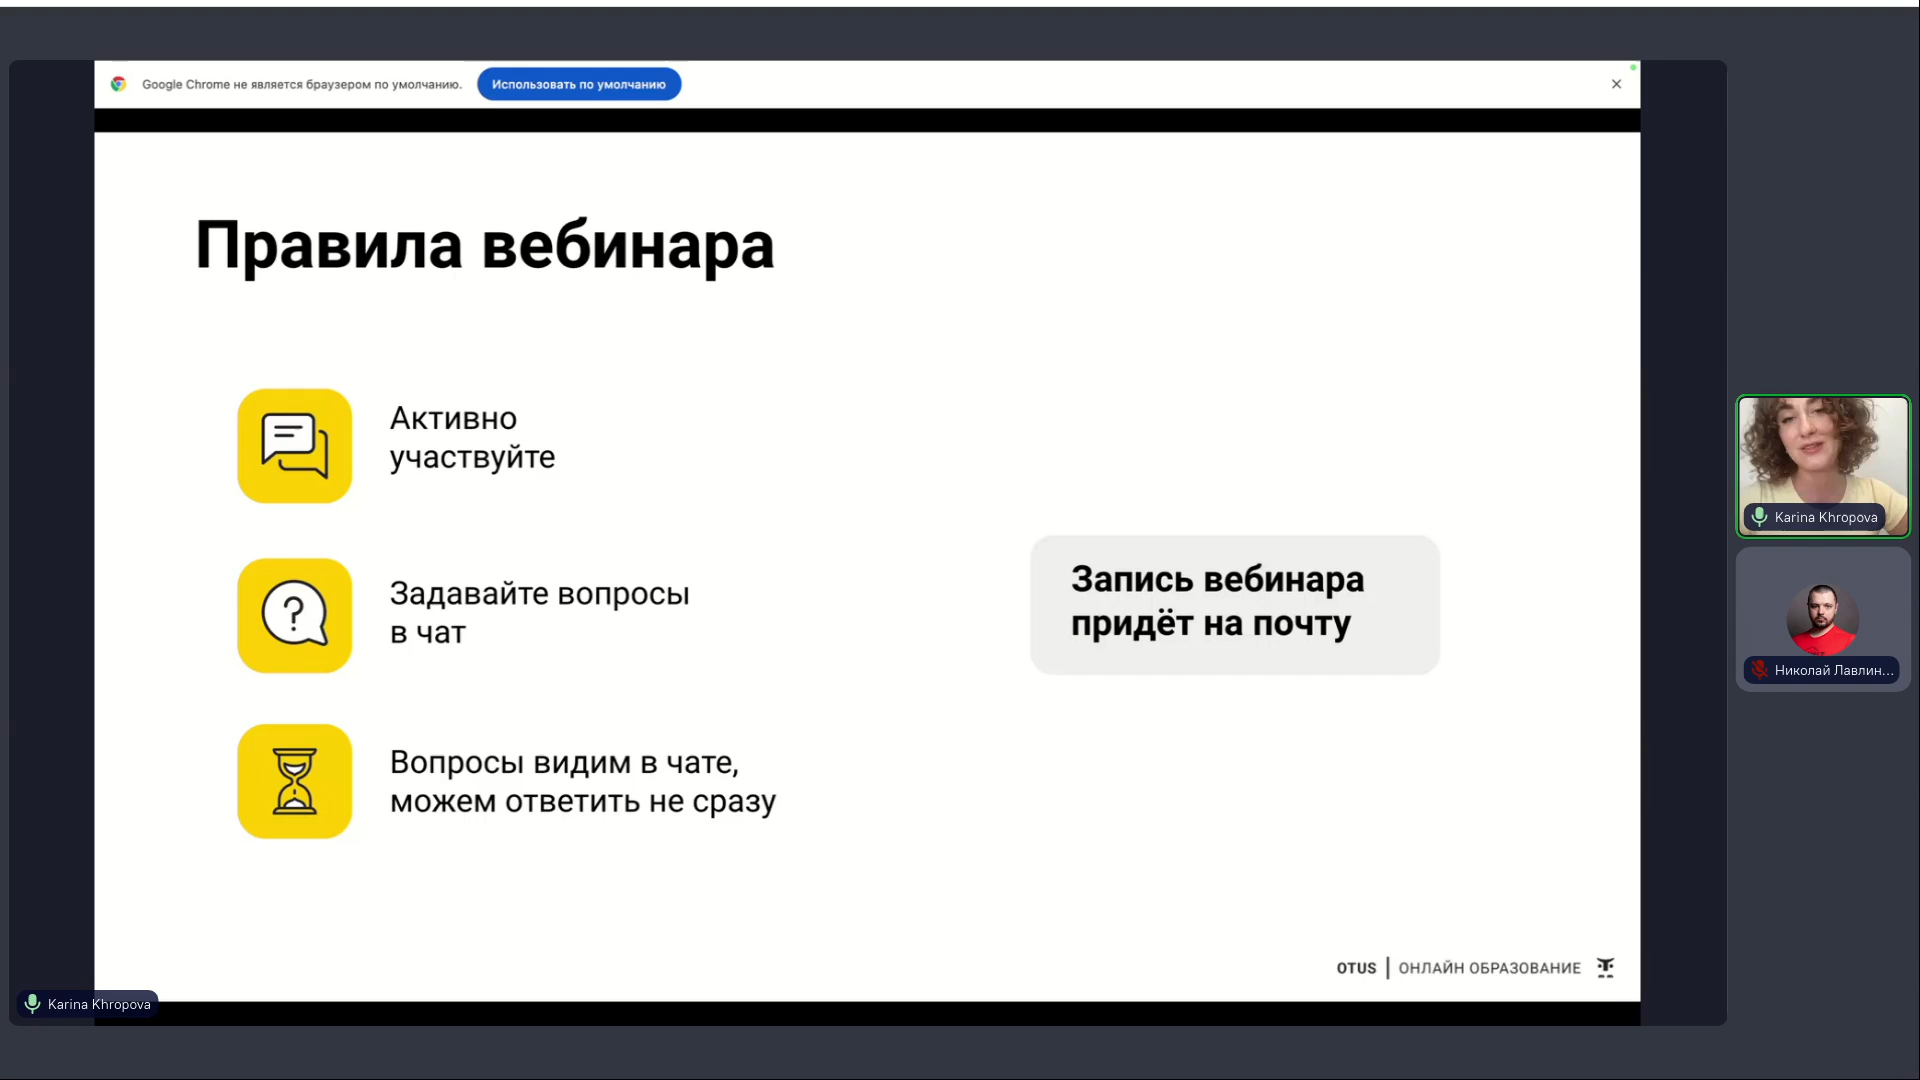 Google Chrome не является браузером по умолчанию.
Использовать по умолчанию
Правила вебинара
Активно
участвуйте
Задавайте вопросы
в чат
Вопросы видим в чате,
можем ответить не сразу
Запись вебинара
придёт на почту
OTUS | ОНЛАЙН ОБРАЗОВАНИЕ
Karina Khropova
Karina Khropova
Николай Лавлин...